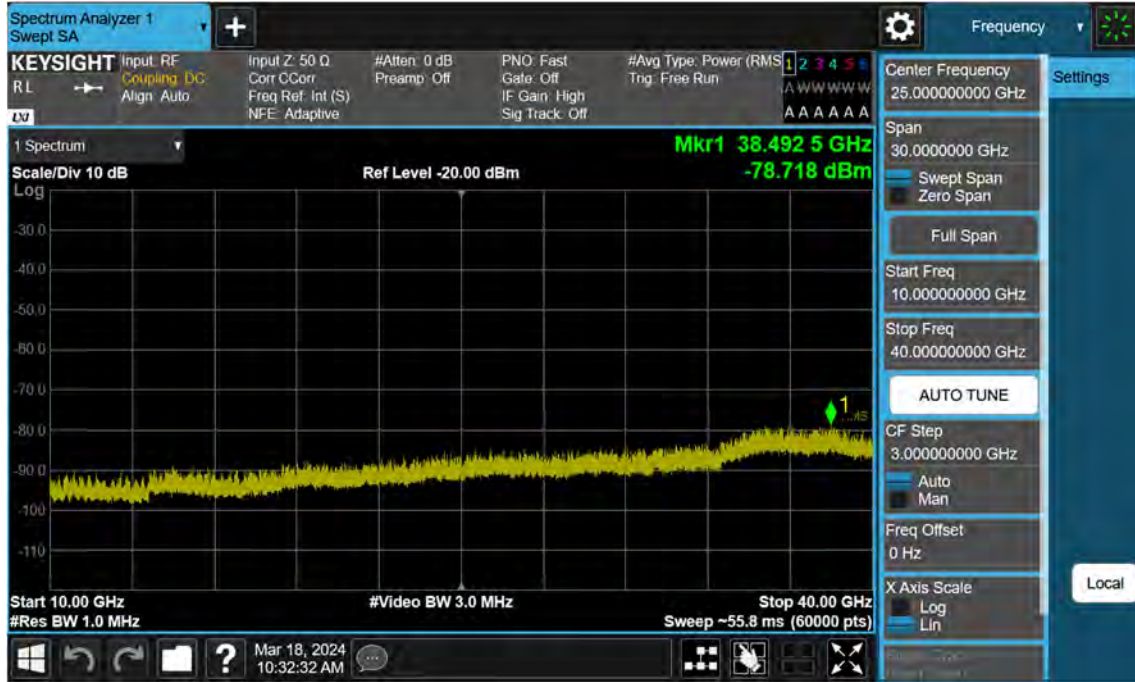 Spectrum Analyzer 1
Swept SA
Frequency
KEYSIGHT
RL
LXI
Input: RF
Coupling: DC
Align: Auto
Input Z: 50 Ω
Corr CCorr
Freq Ref: Int (S)
NFE: Adaptive
#Atten: 0 dB
Preamp: Off
PNO: Fast
Gate: Off
IF Gain: High
Sig Track: Off
#Avg Type: Power (RMS
Trig: Free Run
1 2 3 4 5 6
A W W W W W
A A A A A A
1 Spectrum
Scale/Div 10 dB
Log
Ref Level -20.00 dBm
Mkr1 38.492 5 GHz
-78.718 dBm
-30.0
-40.0
-50.0
-60.0
-70.0
-80.0
-90.0
-100
-110
1
Start 10.00 GHz
#Res BW 1.0 MHz
#Video BW 3.0 MHz
Stop 40.00 GHz
Sweep ~55.8 ms (60000 pts)
Center Frequency
25.000000000 GHz
Span
30.0000000 GHz
Swept Span
Zero Span
Full Span
Start Freq
10.000000000 GHz
Stop Freq
40.000000000 GHz
AUTO TUNE
CF Step
3.000000000 GHz
Auto
Man
Freq Offset
0 Hz
X Axis Scale
Log
Lin
Settings
Local
?
Mar 18, 2024
10:32:32 AM